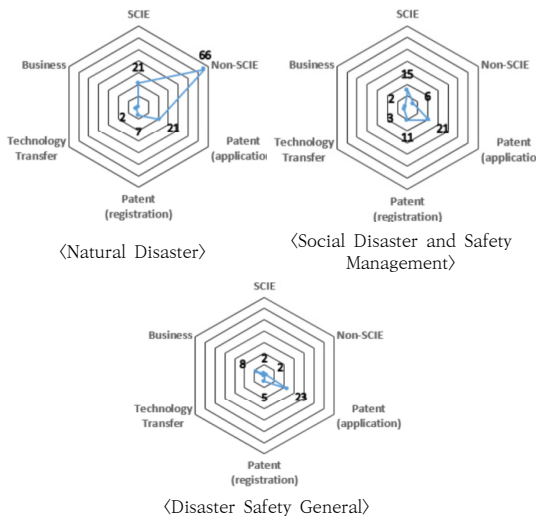 SCIE
66
21
Business
Non-SCIE
2
21
7
Technology
Transfer
Patent
(application
Patent
(registration)
〈Natural Disaster〉
SCIE
15
Business
Non-SCIE
2
6
3
21
11
Technology
Transfer
Patent
(application)
Patent
(registration)
〈Social Disaster and Safety
Management〉
SCIE
Business
Non-SCIE
2
8
2
23
5
Technology
Transfer
Patent
(application)
Patent
(registration)
〈Disaster Safety General〉